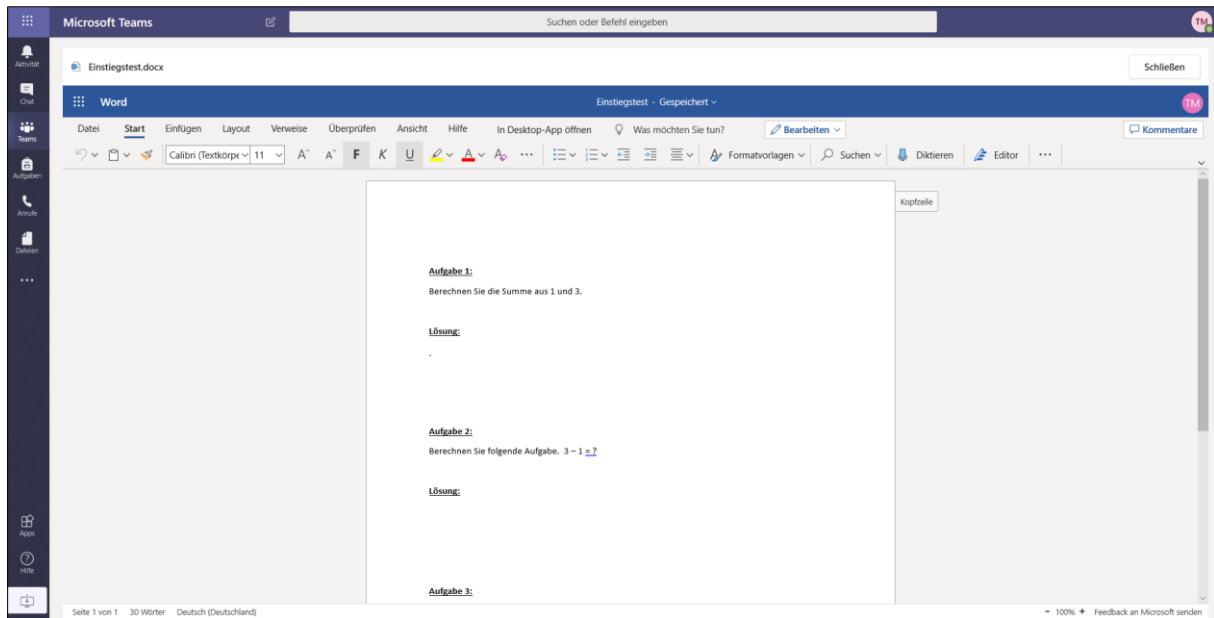 Microsoft Teams
Suchen oder Befehl eingeben
TM
Aktivität
Chat
Teams
Aufgaben
Anrufe
Dateien
Apps
Hilfe
Einstiegstest.docx
Schließen
Word
Einstiegstest - Gespeichert
TM
Datei Start Einfügen Layout Verweise Überprüfen Ansicht Hilfe In Desktop-App öffnen Was möchten Sie tun? Bearbeiten Kommentare
Calibri (Textkörpe 11 A A F K U A A Formatvorlagen Suchen Diktieren Editor
Kopfzeile
Aufgabe 1:
Berechnen Sie die Summe aus 1 und 3.
Lösung:
.
Aufgabe 2:
Berechnen Sie folgende Aufgabe. 3 – 1 = ?
Lösung:
Aufgabe 3:
Seite 1 von 1 30 Wörter Deutsch (Deutschland) - 100% + Feedback an Microsoft senden